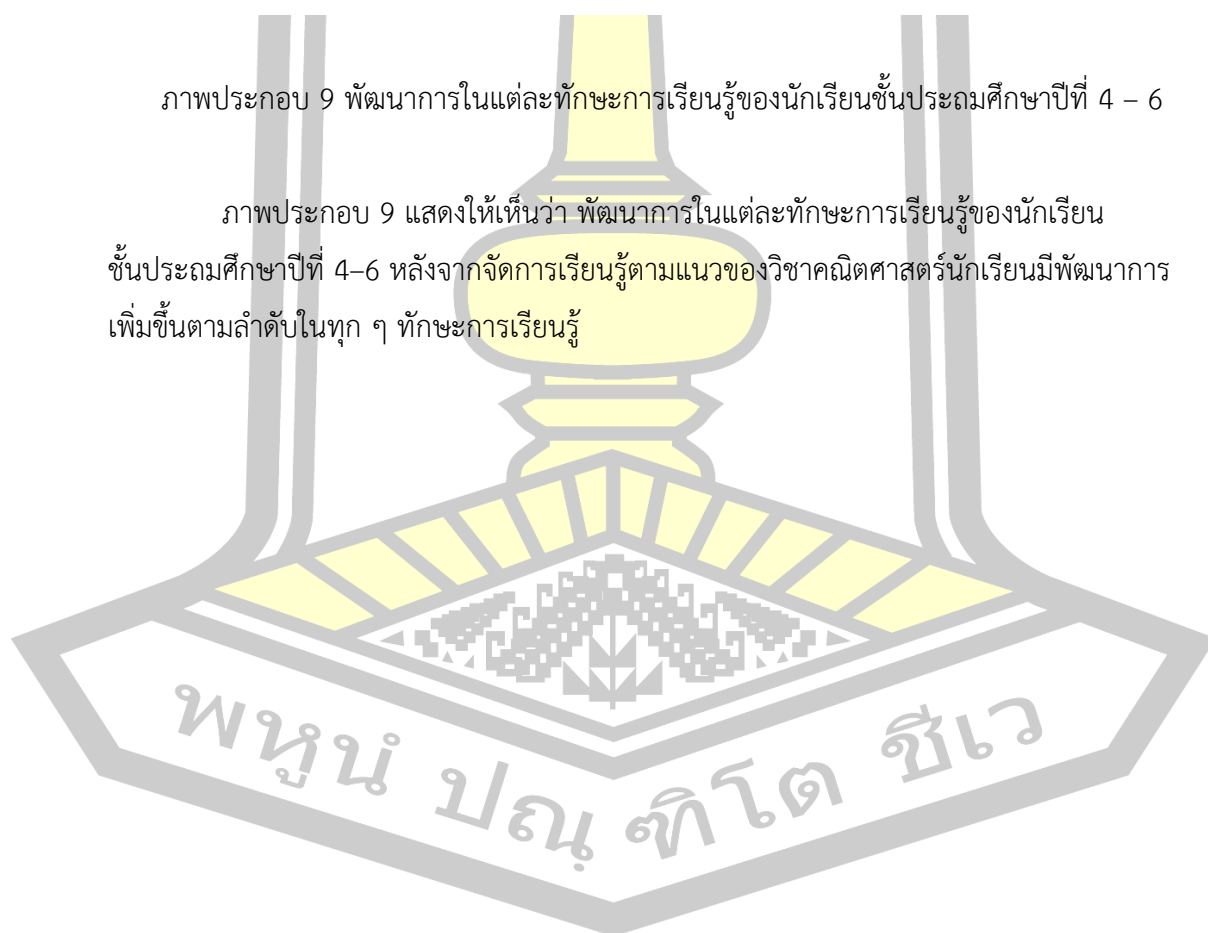 ภาพประกอบ 9 พัฒนาการในแต่ละทักษะการเรียนรู้ของนักเรียนชั้นประถมศึกษาปีที่ 4 – 6
ภาพประกอบ 9 แสดงให้เห็นว่า พัฒนาการในแต่ละทักษะการเรียนรู้ของนักเรียน
ชั้นประถมศึกษาปีที่ 4–6 หลังจากจัดการเรียนรู้ตามแนวของวิชาคณิตศาสตร์นักเรียนมีพัฒนาการ
เพิ่มขึ้นตามลำดับในทุก ๆ ทักษะการเรียนรู้
พหูนํ ปณฺ ฑิโต ชีเว